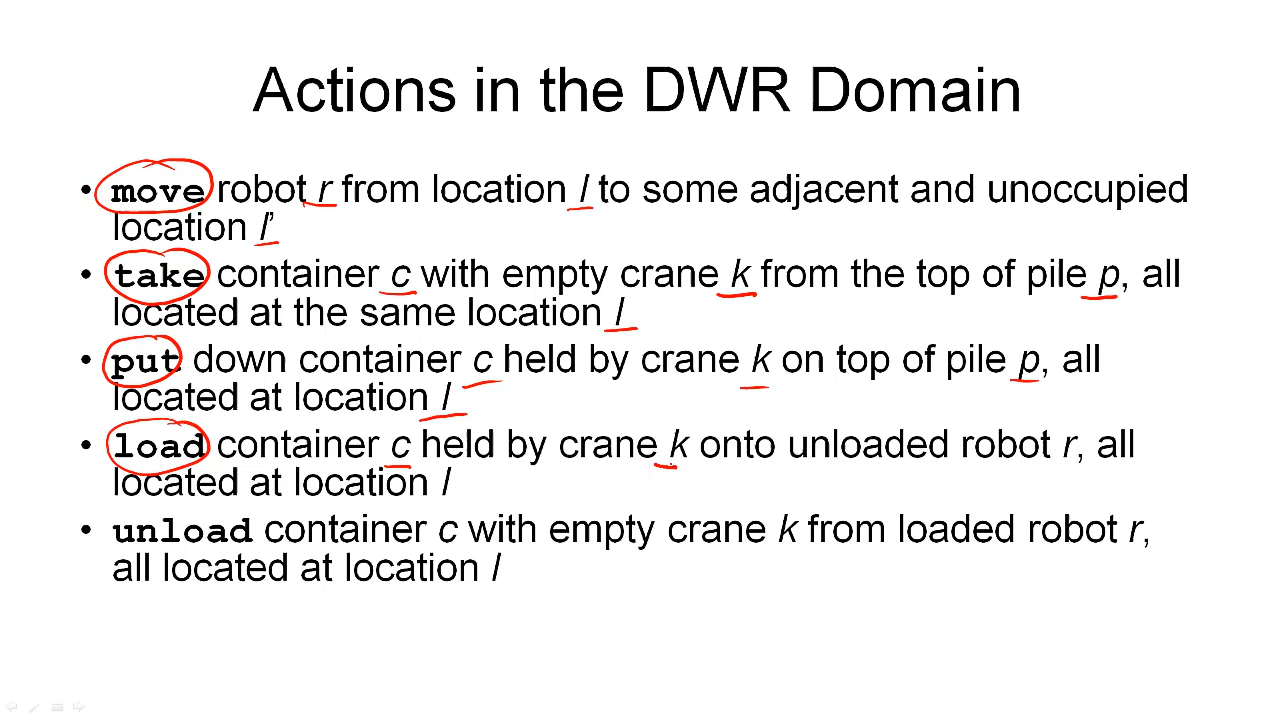 Actions in the DWR Domain
• move robot r from location l to some adjacent and unoccupied
location l’
• take container c with empty crane k from the top of pile p, all
located at the same location l
• put down container c held by crane k on top of pile p, all
located at location l
• load container c held by crane k onto unloaded robot r, all
located at location l
• unload container c with empty crane k from loaded robot r,
all located at location l